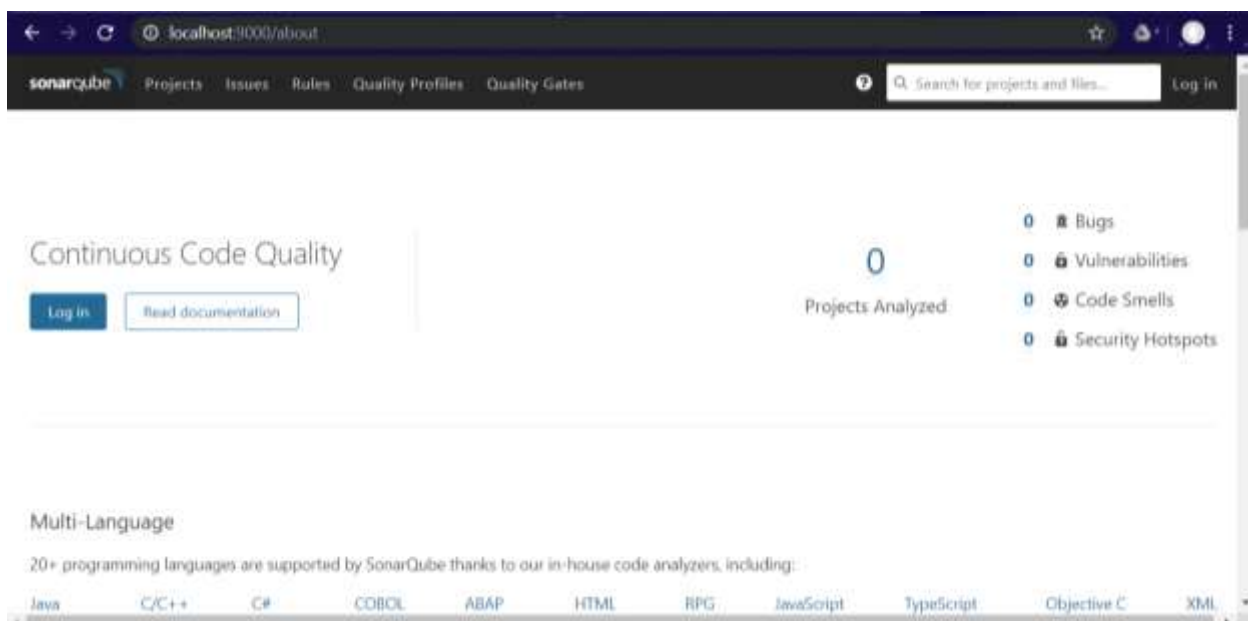 localhost:9000/about
sonarqube Projects Issues Rules Quality Profiles Quality Gates Search for projects and files... Log in
Continuous Code Quality
Log in Read documentation
0
Projects Analyzed
0 Bugs
0 Vulnerabilities
0 Code Smells
0 Security Hotspots
Multi-Language
20+ programming languages are supported by SonarQube thanks to our in-house code analyzers, including:
Java C/C++ C# COBOL ABAP HTML RPG JavaScript TypeScript Objective C XML